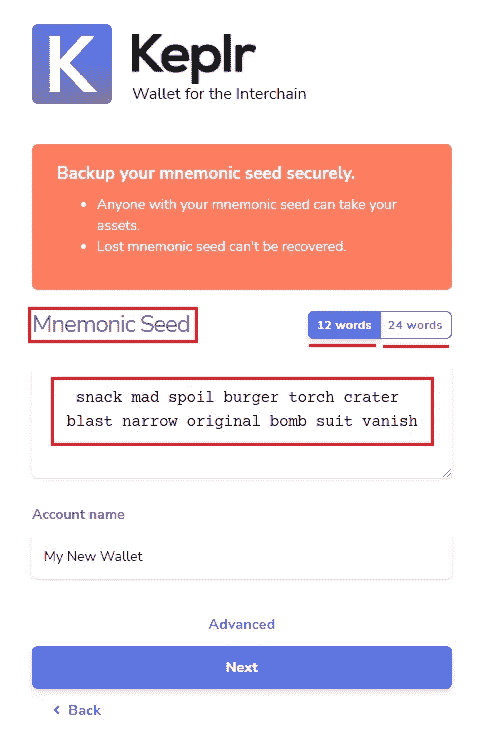 K
Keplr
Wallet for the Interchain
Backup your mnemonic seed securely.
• Anyone with your mnemonic seed can take your
assets.
• Lost mnemonic seed can't be recovered.
Mnemonic Seed
12 words
24 words
snack mad spoil burger torch crater
blast narrow original bomb suit vanish
Account name
My New Wallet
Advanced
Next
Back